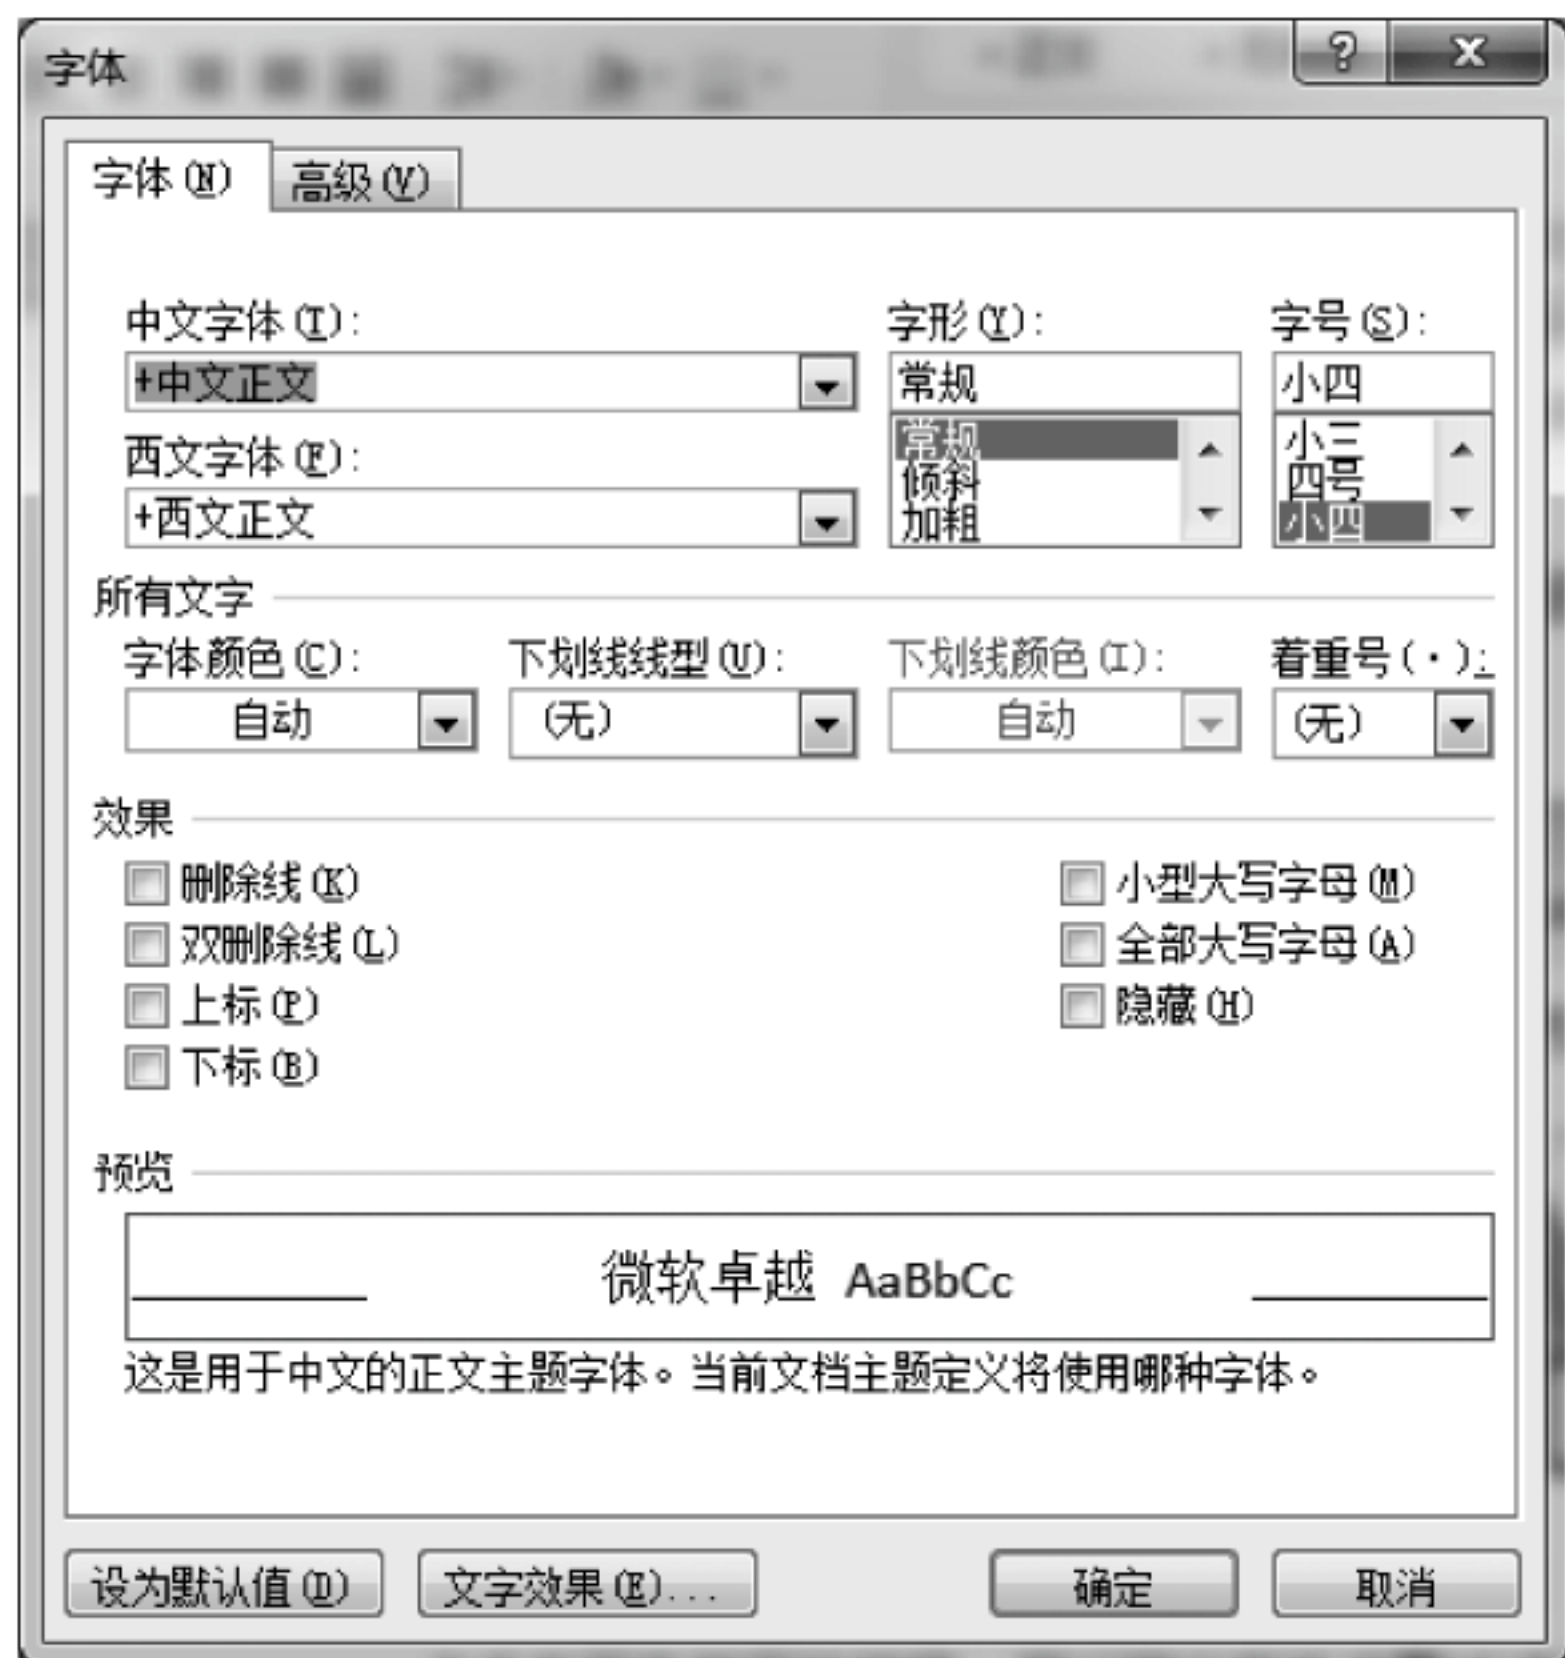 字体
字体(N) 高级(V)
中文字体(T): 字形(Y): 字号(S):
+中文正文 常规 小四
常规 小三
西文字体(F): 倾斜 四号
+西文正文 加粗 小四
所有文字
字体颜色(C): 下划线线型(U): 下划线颜色(I): 着重号(·):
自动 (无) 自动 (无)
效果
删除线(K) 小型大写字母(M)
双删除线(L) 全部大写字母(A)
上标(P) 隐藏(H)
下标(B)
预览
微软卓越 AaBbCc
这是用于中文的正文主题字体。当前文档主题定义将使用哪种字体。
设为默认值(D) 文字效果(E)... 确定 取消